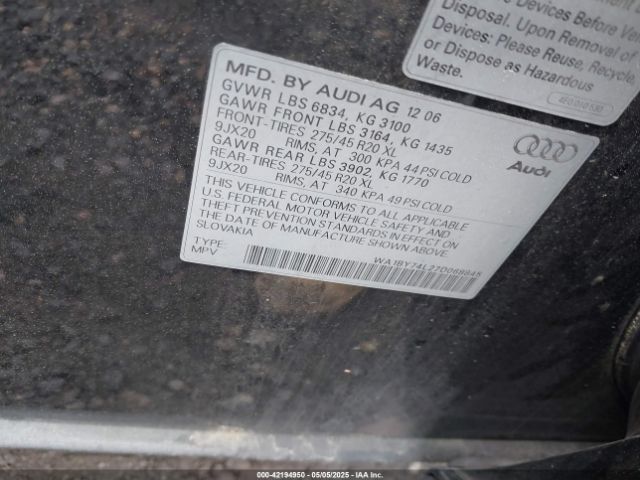 e Devices Before Ve
Disposal. Upon Removal of
Devices: Please Reuse, Recycle
or Dispose as Hazardous
Waste.
MFD. BY AUDI AG 12 06
GVWR LBS 6834, KG 3100
GAWR FRONT LBS 3164, KG 1435
FRONT-TIRES 275/45 R20 XL
9JX20 RIMS, AT 300 KPA 44 PSI COLD
GAWR REAR LBS 3902, KG 1770
REAR-TIRES 275/45 R20 XL
9JX20 RIMS, AT 340 KPA 49 PSI COLD
THIS VEHICLE CONFORMS TO ALL APPLICABLE
U.S FEDERAL MOTOR VEHICLE SAFETY AND
THEFT PREVENTION STANDARDS IN EFFECT ON
THE DATE OF MANUFACTURE SHOWN ABOVE
SLOVAKIA
TYPE:
MPV
WA1BY74L27D068845
Audi
000-42194950 - 05/05/2025 - IAA Inc.